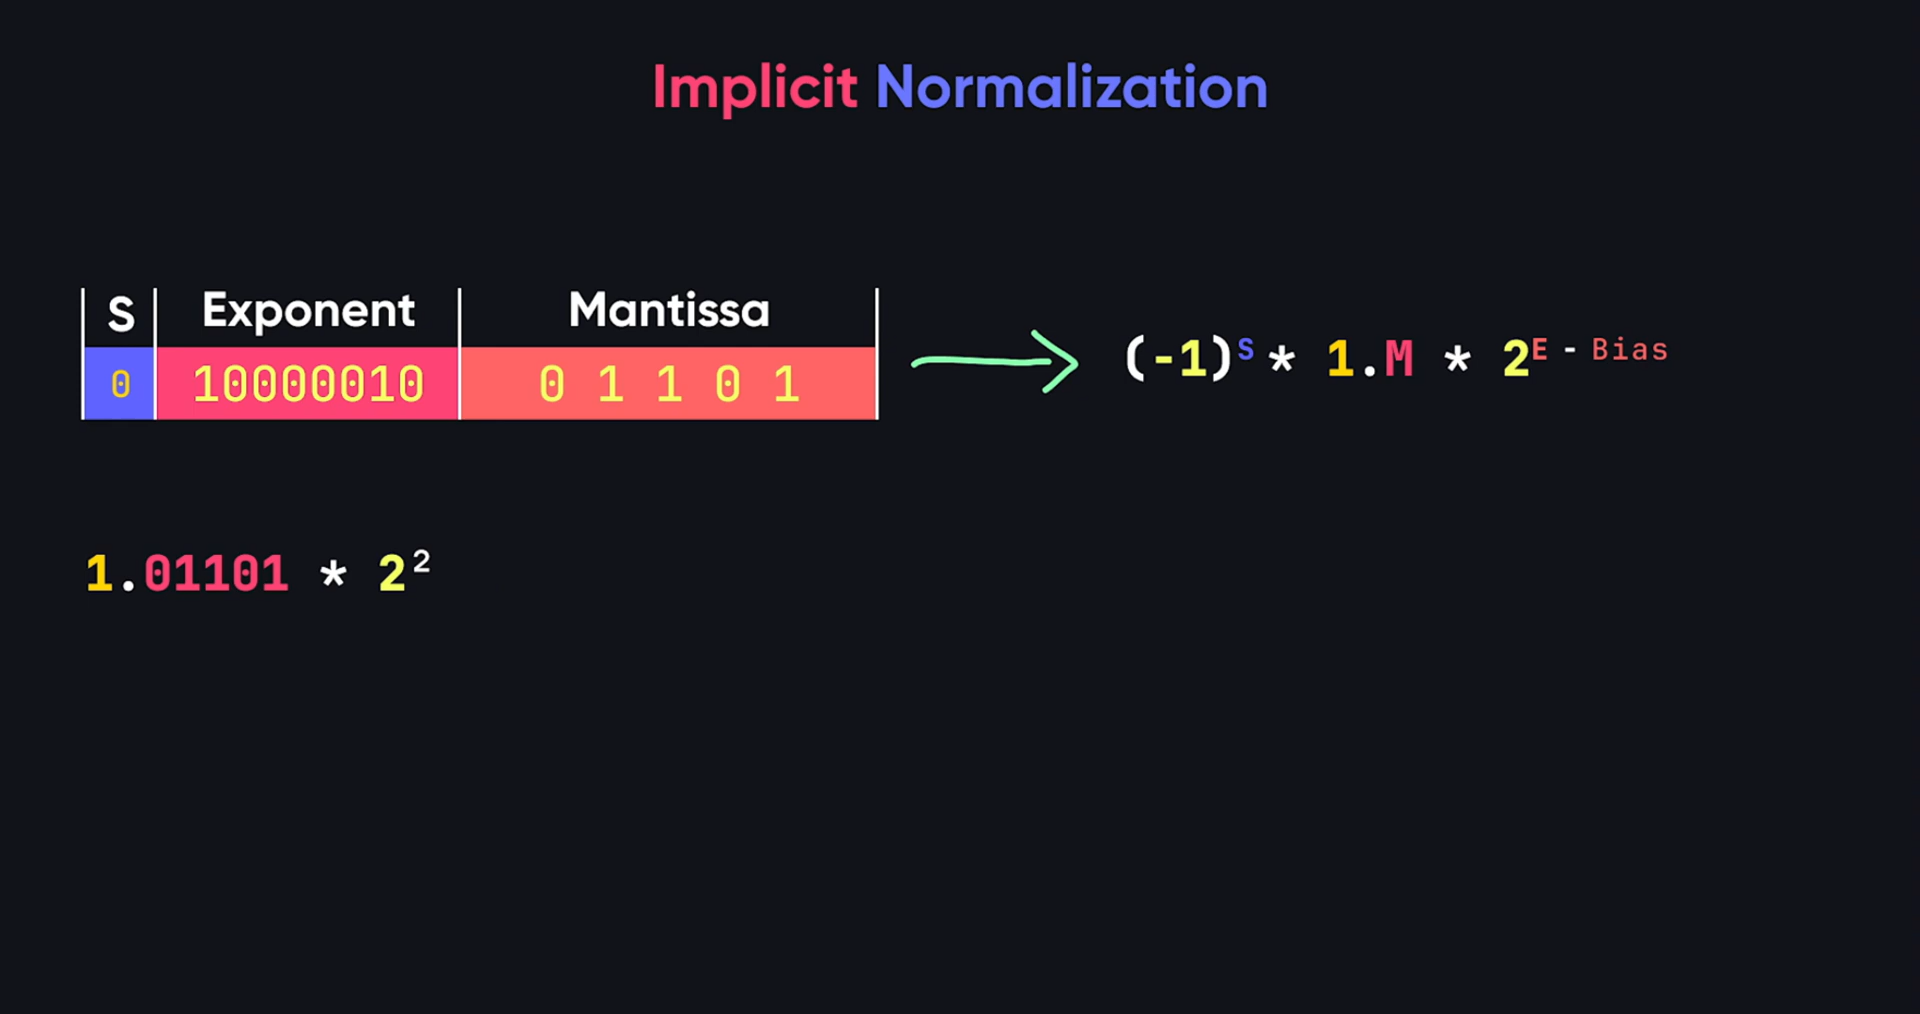 Implicit Normalization
S Exponent Mantissa
0 10000010 0 1 1 0 1
(-1)ˢ * 1.M * 2ᴱ ⁻ ᴮⁱᵃˢ
1.01101 * 2²